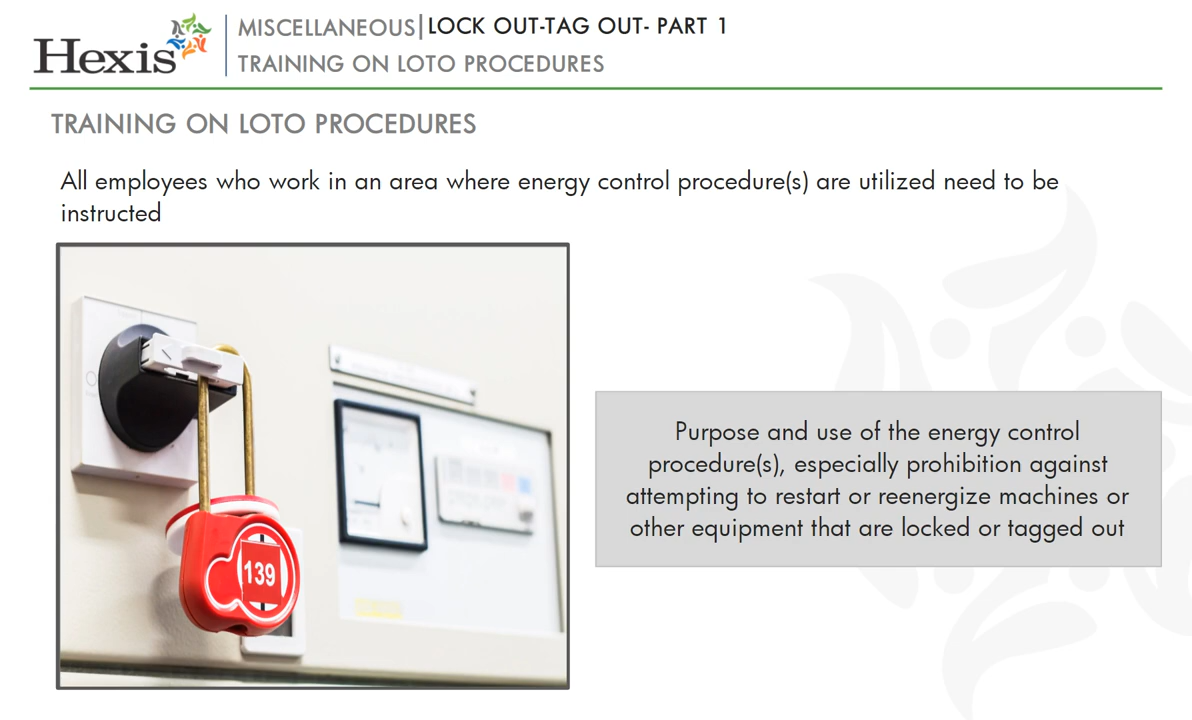 Hexis
MISCELLANEOUS| LOCK OUT-TAG OUT- PART 1
TRAINING ON LOTO PROCEDURES
TRAINING ON LOTO PROCEDURES
All employees who work in an area where energy control procedure(s) are utilized need to be
instructed
139
Purpose and use of the energy control
procedure(s), especially prohibition against
attempting to restart or reenergize machines or
other equipment that are locked or tagged out